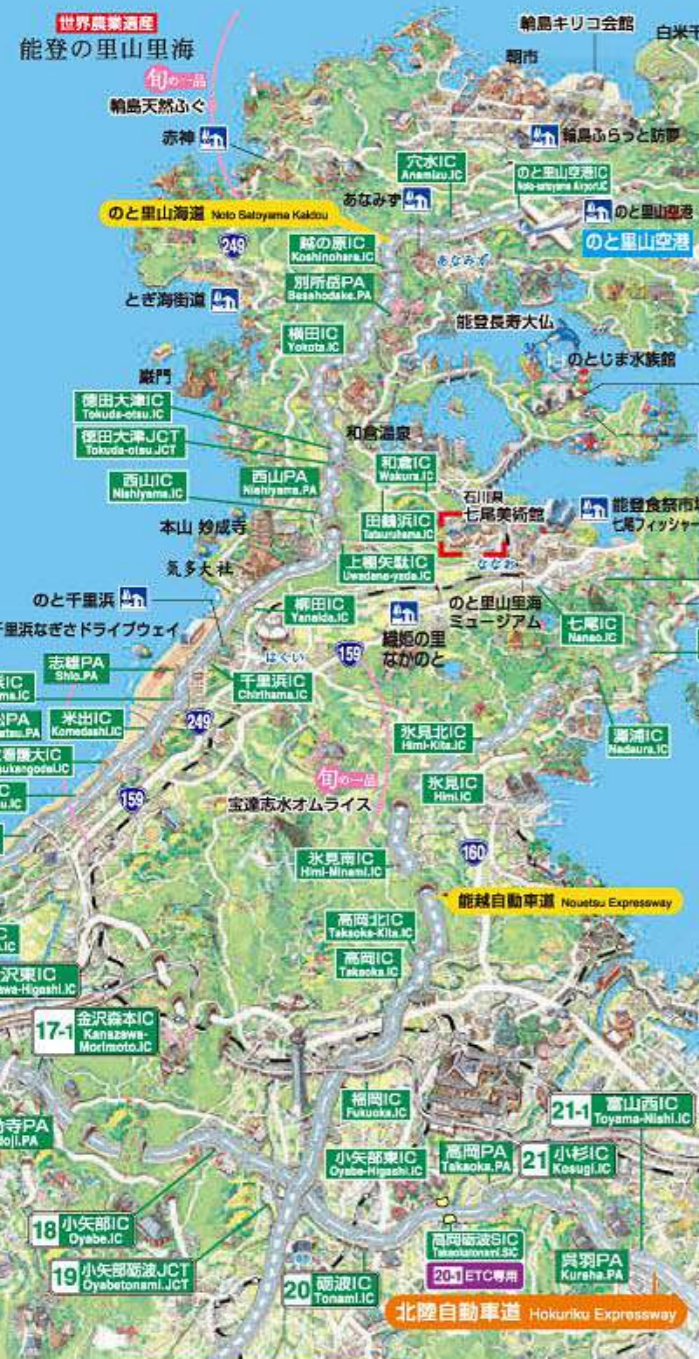 世界農業遺産
能登の里山里海
旬の一品
輪島天然ふぐ
赤神
輪島キリコ会館
朝市
輪島ふらっと訪夢
穴水IC
Anamizu.IC
のと里山空港IC
Noto-satoyama Airport.IC
あなみず
のと里山空港
のと里山空港
のと里山海道 Noto Satoyama Kaidou
249
越の原IC
Koshinohara.IC
あなみず
別所岳PA
Besshodake.PA
とぎ海街道
能登長寿大仏
横田IC
Yokota.IC
のとじま水族館
巌門
徳田大津IC
Tokuda-otsu.IC
徳田大津JCT
Tokuda-otsu.JCT
和倉温泉
和倉IC
Wakura.IC
西山IC
Nishiyama.IC
西山PA
Nishiyama.PA
石川県
七尾美術館
能登食祭市場
七尾フィッシャー
本山 妙成寺
田鶴浜IC
Tatsuruhama.IC
気多大社
上棚矢駄IC
Uwadana-yada.IC
ななお
のと千里浜
柳田IC
Yanaida.IC
織姫の里
なかのと
のと里山里海
ミュージアム
七尾IC
Nanao.IC
千里浜なぎさドライブウェイ
はくい
159
志雄PA
Shio.PA
千里浜IC
Chirihama.IC
米出IC
Komedashi.IC
249
氷見北IC
Himi-Kita.IC
灘浦IC
Nadaura.IC
159
旬の一品
宝達志水オムライス
氷見IC
Himi.IC
氷見南IC
Himi-Minami.IC
160
能越自動車道 Nouetsu Expressway
高岡北IC
Takaoka-Kita.IC
高岡IC
Takaoka.IC
沢東IC
awa-Higashi.IC
17-1 金沢森本IC
Kanazawa-
Morimoto.IC
福岡IC
Fukuoka.IC
21-1 富山西IC
Toyama-Nishi.IC
小矢部東IC
Oyabe-Higashi.IC
高岡PA
Takaoka.PA
21 小杉IC
Kosugi.IC
18 小矢部IC
Oyabe.IC
19 小矢部砺波JCT
Oyabetonami.JCT
20 砺波IC
Tonami.IC
高岡砺波SIC
Takaokatonami.SIC
20-1 ETC専用
呉羽PA
Kureha.PA
北陸自動車道 Hokuriku Expressway